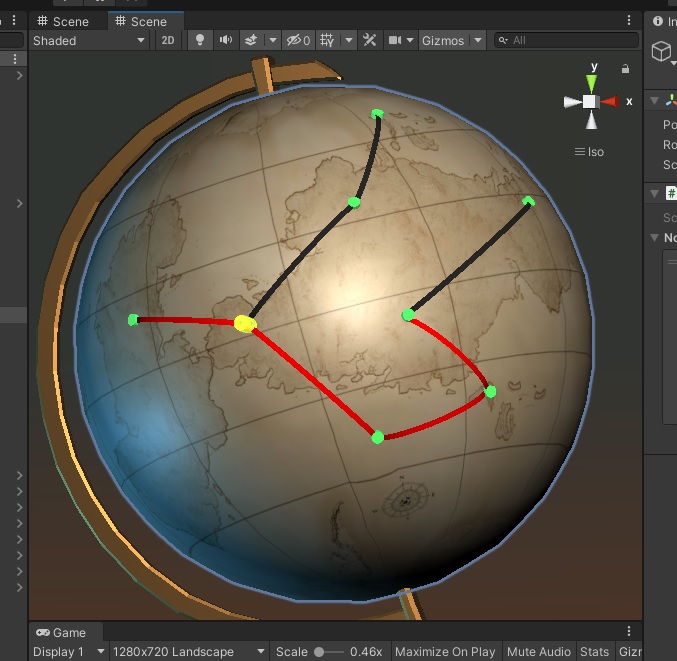 Scene Scene In
Shaded 2D 0 Gizmos All
y
x
Iso
Po
Ro
Sc
#
Sc
No
Game
Display 1 1280x720 Landscape Scale 0.46x Maximize On Play Mute Audio Stats Gizr